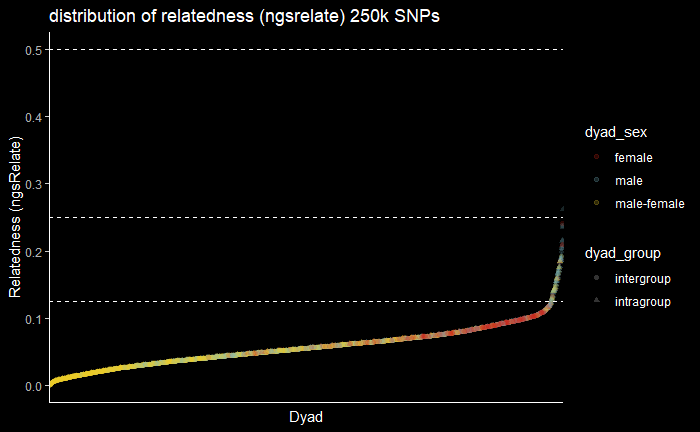 distribution of relatedness (ngsrelate) 250k SNPs
Relatedness (ngsRelate)
0.5
0.4
0.3
0.2
0.1
0.0
Dyad
dyad_sex
female
male
male-female
dyad_group
intergroup
intragroup